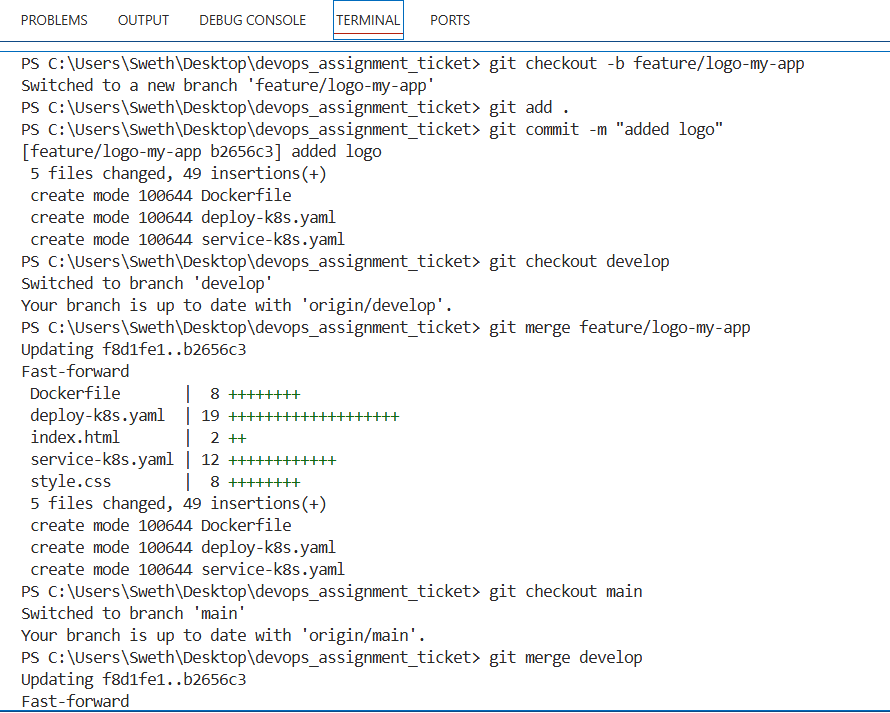 PROBLEMS OUTPUT DEBUG CONSOLE TERMINAL PORTS
PS C:\Users\Sweth\Desktop\devops_assignment_ticket> git checkout -b feature/logo-my-app
Switched to a new branch 'feature/logo-my-app'
PS C:\Users\Sweth\Desktop\devops_assignment_ticket> git add .
PS C:\Users\Sweth\Desktop\devops_assignment_ticket> git commit -m "added logo"
[feature/logo-my-app b2656c3] added logo
 5 files changed, 49 insertions(+)
 create mode 100644 Dockerfile
 create mode 100644 deploy-k8s.yaml
 create mode 100644 service-k8s.yaml
PS C:\Users\Sweth\Desktop\devops_assignment_ticket> git checkout develop
Switched to branch 'develop'
Your branch is up to date with 'origin/develop'.
PS C:\Users\Sweth\Desktop\devops_assignment_ticket> git merge feature/logo-my-app
Updating f8d1fe1..b2656c3
Fast-forward
 Dockerfile       |  8 ++++++++
 deploy-k8s.yaml  | 19 +++++++++++++++++++
 index.html       |  2 ++
 service-k8s.yaml | 12 ++++++++++++
 style.css        |  8 ++++++++
 5 files changed, 49 insertions(+)
 create mode 100644 Dockerfile
 create mode 100644 deploy-k8s.yaml
 create mode 100644 service-k8s.yaml
PS C:\Users\Sweth\Desktop\devops_assignment_ticket> git checkout main
Switched to branch 'main'
Your branch is up to date with 'origin/main'.
PS C:\Users\Sweth\Desktop\devops_assignment_ticket> git merge develop
Updating f8d1fe1..b2656c3
Fast-forward